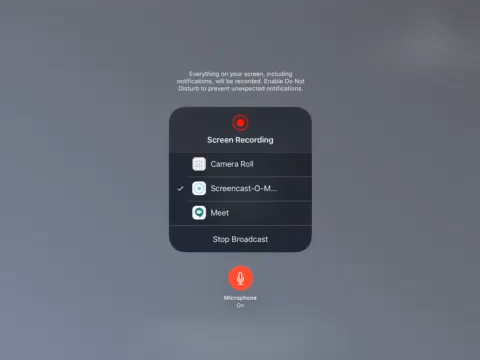 Everything on your screen, including
notifications, will be recorded. Enable Do Not
Disturb to prevent unexpected notifications.
Screen Recording
Camera Roll
Screencast-O-M...
Meet
Stop Broadcast
Microphone
On